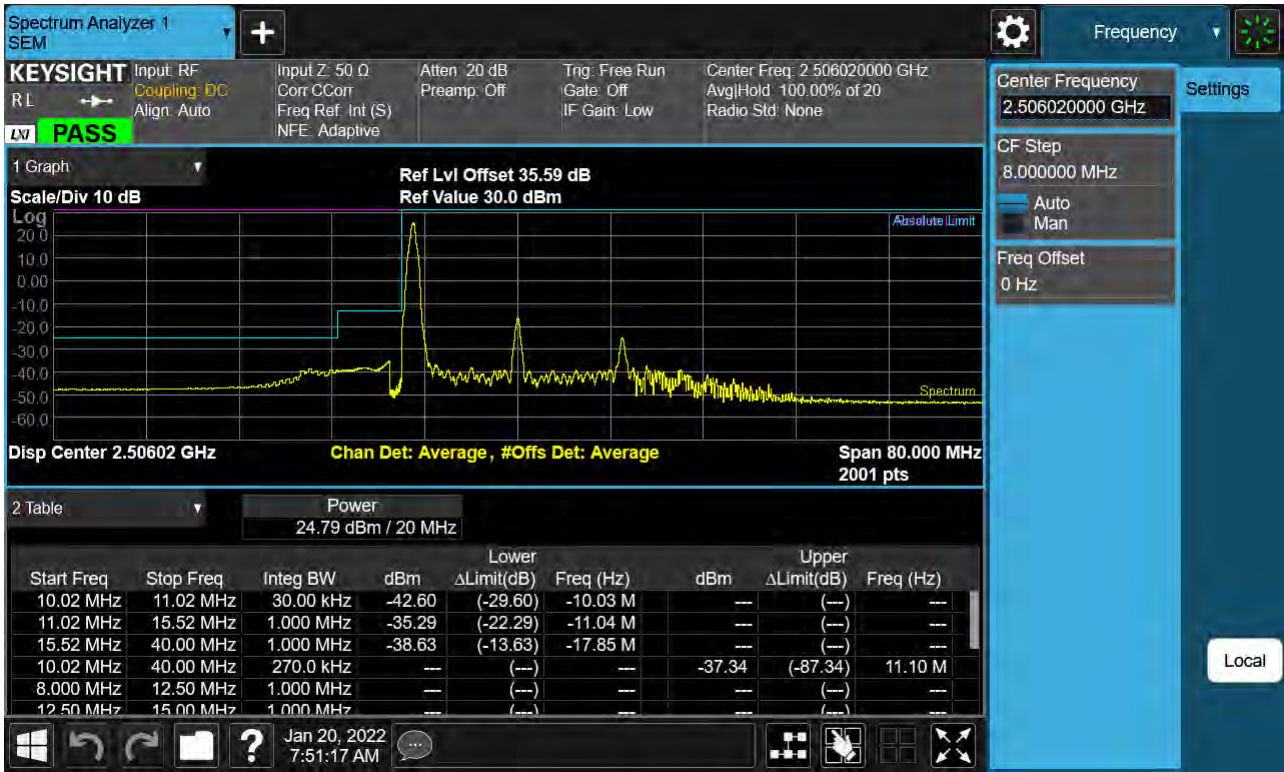 Spectrum Analyzer 1
SEM
Frequency
KEYSIGHT
R L
LXI
PASS
Input: RF
Coupling: DC
Align: Auto
Input Z: 50 Ω
Corr CCorr
Freq Ref: Int (S)
NFE: Adaptive
Atten: 20 dB
Preamp: Off
Trig: Free Run
Gate: Off
IF Gain: Low
Center Freq: 2.506020000 GHz
Avg|Hold: 100.00% of 20
Radio Std: None
Center Frequency
2.506020000 GHz
Settings
CF Step
8.000000 MHz
Auto
Man
Freq Offset
0 Hz
Local
1 Graph
Scale/Div 10 dB
Ref Lvl Offset 35.59 dB
Ref Value 30.0 dBm
Log
20.0
10.0
0.00
-10.0
-20.0
-30.0
-40.0
-50.0
-60.0
Limit
Spectrum
Disp Center 2.50602 GHz
Chan Det: Average , #Offs Det: Average
Span 80.000 MHz
2001 pts
2 Table
Power
24.79 dBm / 20 MHz
Lower Upper
Start Freq Stop Freq Integ BW dBm ΔLimit(dB) Freq (Hz) dBm ΔLimit(dB) Freq (Hz)
10.02 MHz 11.02 MHz 30.00 kHz -42.60 (-29.60) -10.03 M --- (---) ---
11.02 MHz 15.52 MHz 1.000 MHz -35.29 (-22.29) -11.04 M --- (---) ---
15.52 MHz 40.00 MHz 1.000 MHz -38.63 (-13.63) -17.85 M --- (---) ---
10.02 MHz 40.00 MHz 270.0 kHz --- (---) --- -37.34 (-87.34) 11.10 M
8.000 MHz 12.50 MHz 1.000 MHz --- (---) --- --- (---) ---
12.50 MHz 15.00 MHz 1.000 MHz --- (---) --- --- (---) ---
Jan 20, 2022
7:51:17 AM